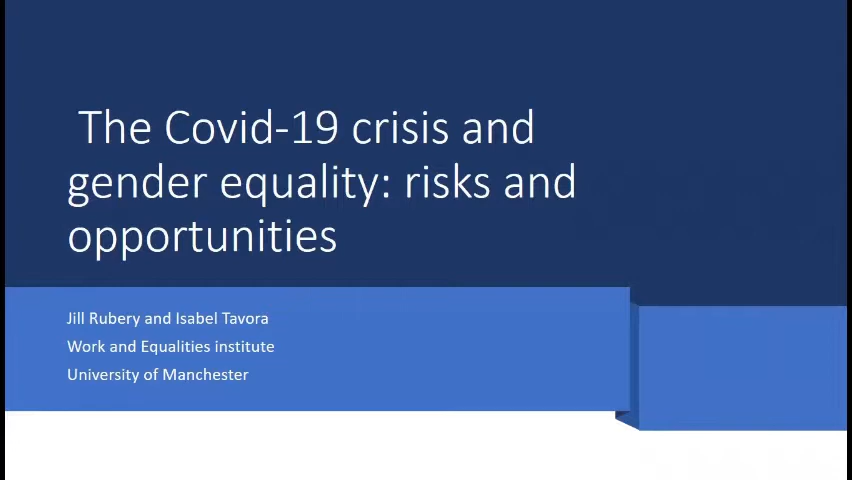 The Covid-19 crisis and
gender equality: risks and
opportunities
Jill Rubery and Isabel Tavora
Work and Equalities institute
University of Manchester